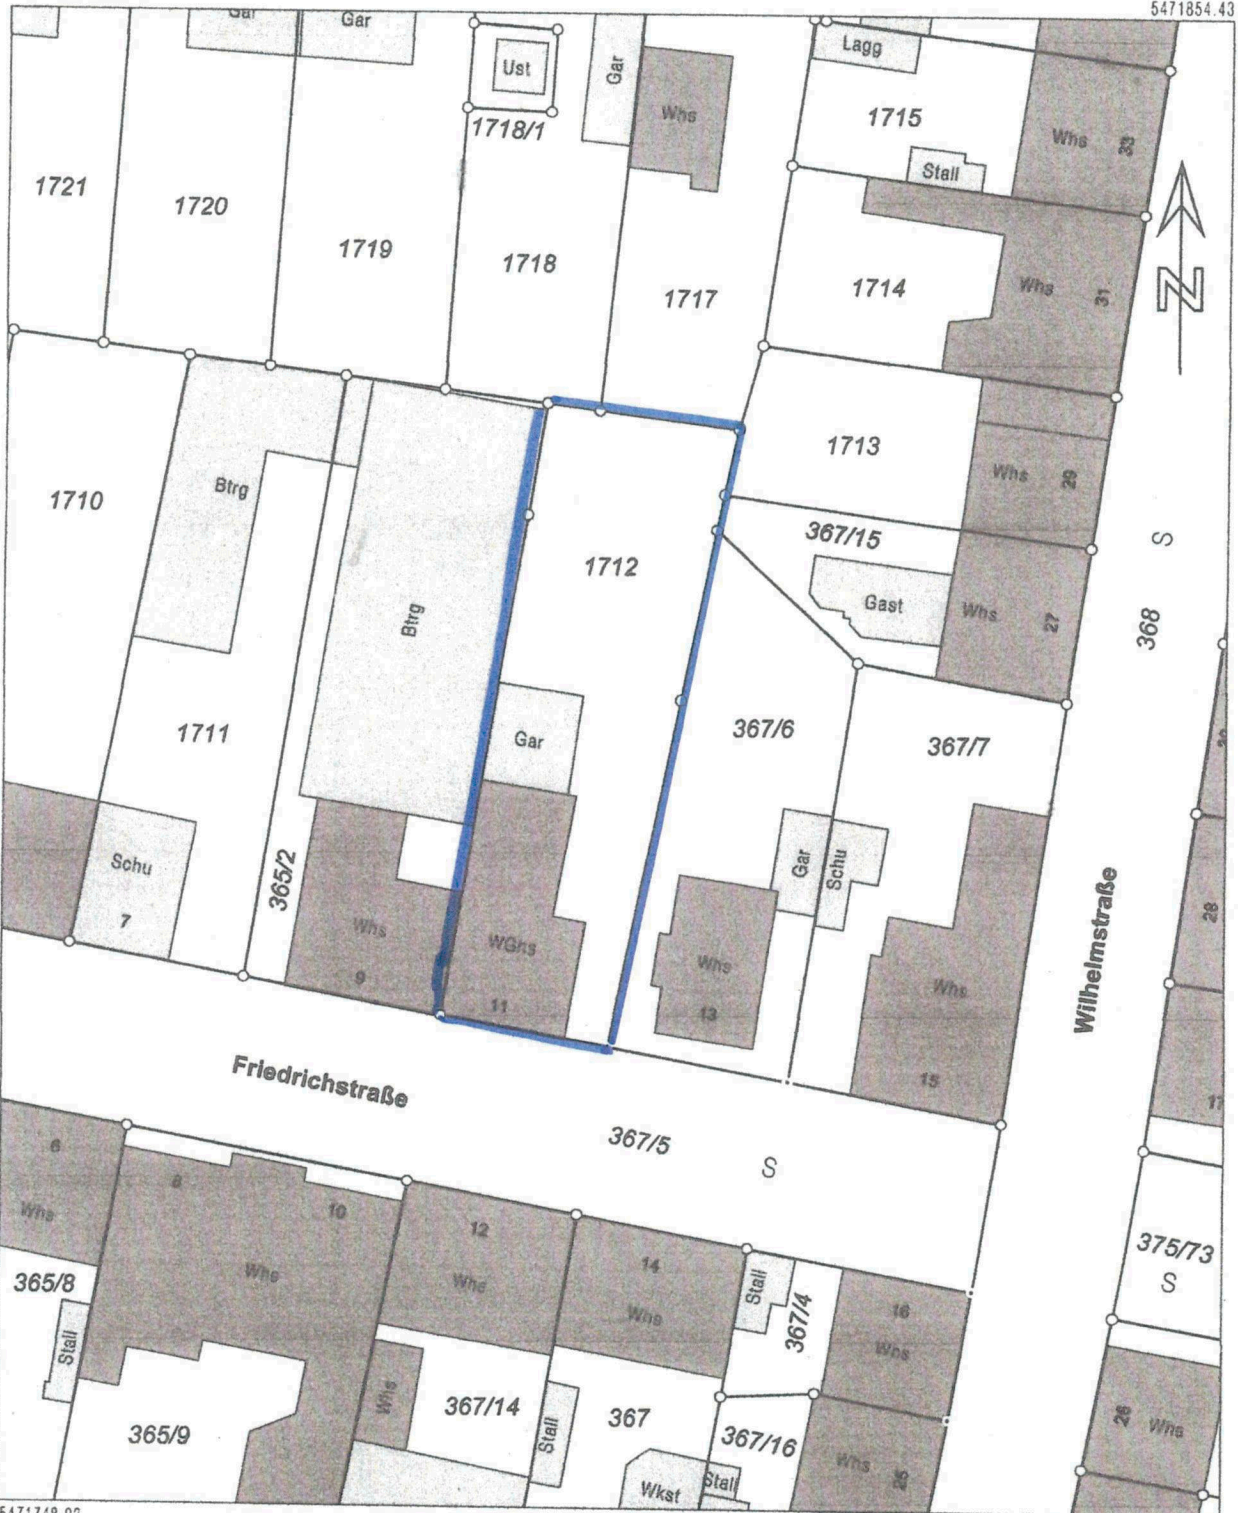 5471854.43
Gar
Gar
Ust
Gar
Lagg
1718/1
Whs
1715
Whs 33
Stall
1721
1720
1719
1718
1717
1714
Whs 31
N
1713
Whs 29
1710
Btrg
367/15
S
1712
Gast
Whs 27
368
Btrg
1711
Gar
367/6
367/7
Schu
7
365/2
Gar
Schu
28
Whs
9
WGhs
11
Whs
13
Whs
15
Wilhelmstraße
17
Friedrichstraße
367/5
S
6
Whs
8
10
Whs
12
Whs
14
Whs
Stall
367/4
16
Whs
375/73
S
365/8
Stall
365/9
Whs
367/14
Stall
367
367/16
Wkst
Stall
Whs 25
26 Whs